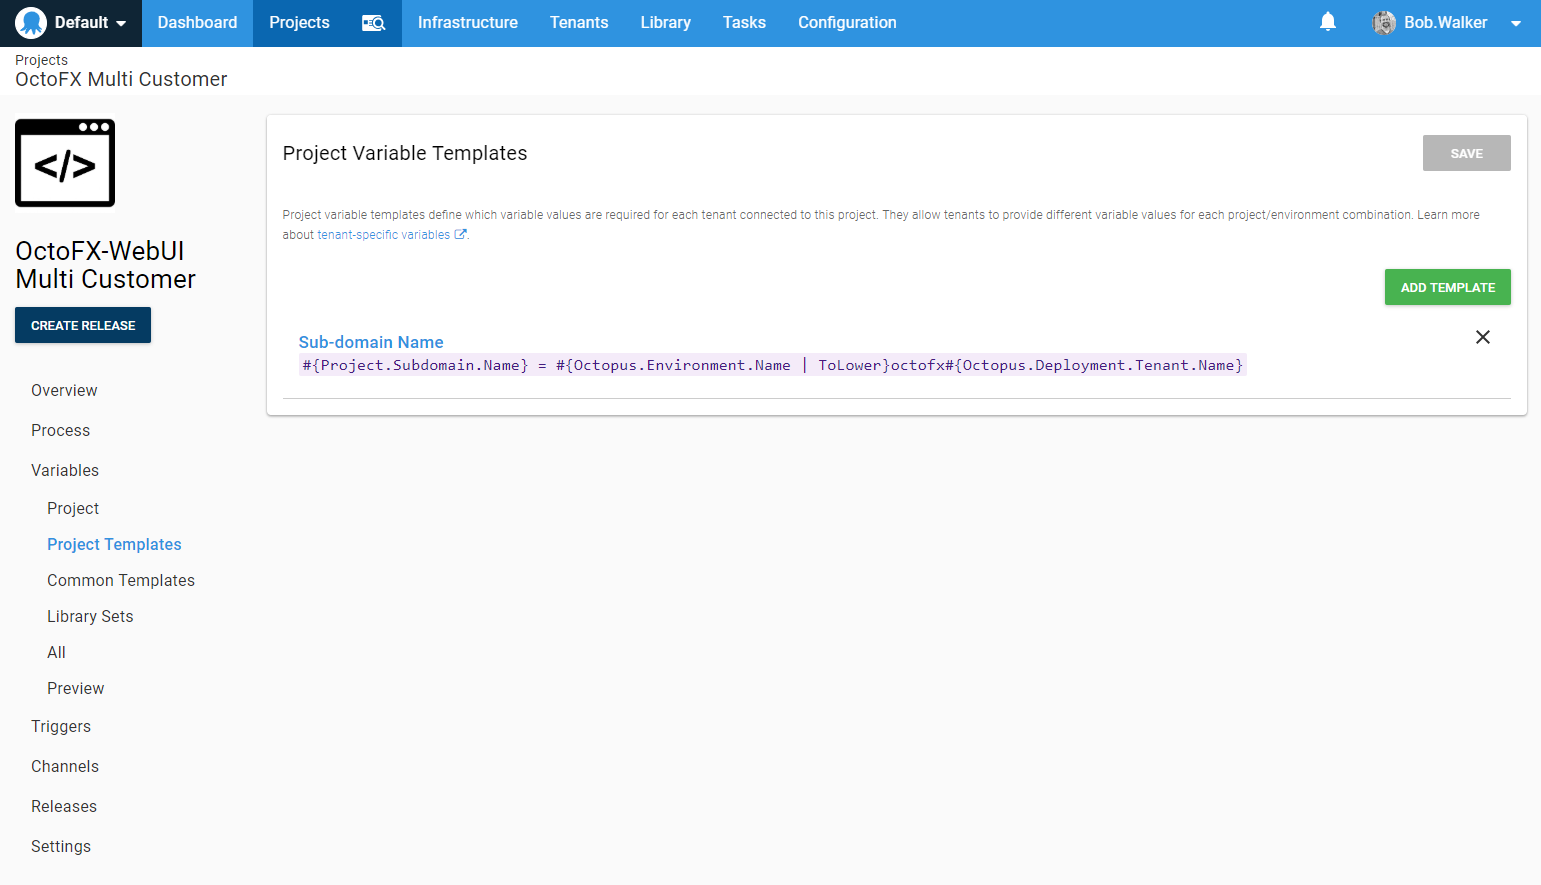 Default
Dashboard
Projects
Infrastructure
Tenants
Library
Tasks
Configuration
Bob.Walker
Projects
OctoFX Multi Customer
</>
OctoFX-WebUI
Multi Customer
CREATE RELEASE
Overview
Process
Variables
Project
Project Templates
Common Templates
Library Sets
All
Preview
Triggers
Channels
Releases
Settings
Project Variable Templates
SAVE
Project variable templates define which variable values are required for each tenant connected to this project. They allow tenants to provide different variable values for each project/environment combination. Learn more
about tenant-specific variables.
ADD TEMPLATE
Sub-domain Name
#{Project.Subdomain.Name} = #{Octopus.Environment.Name | ToLower}octofx#{Octopus.Deployment.Tenant.Name}